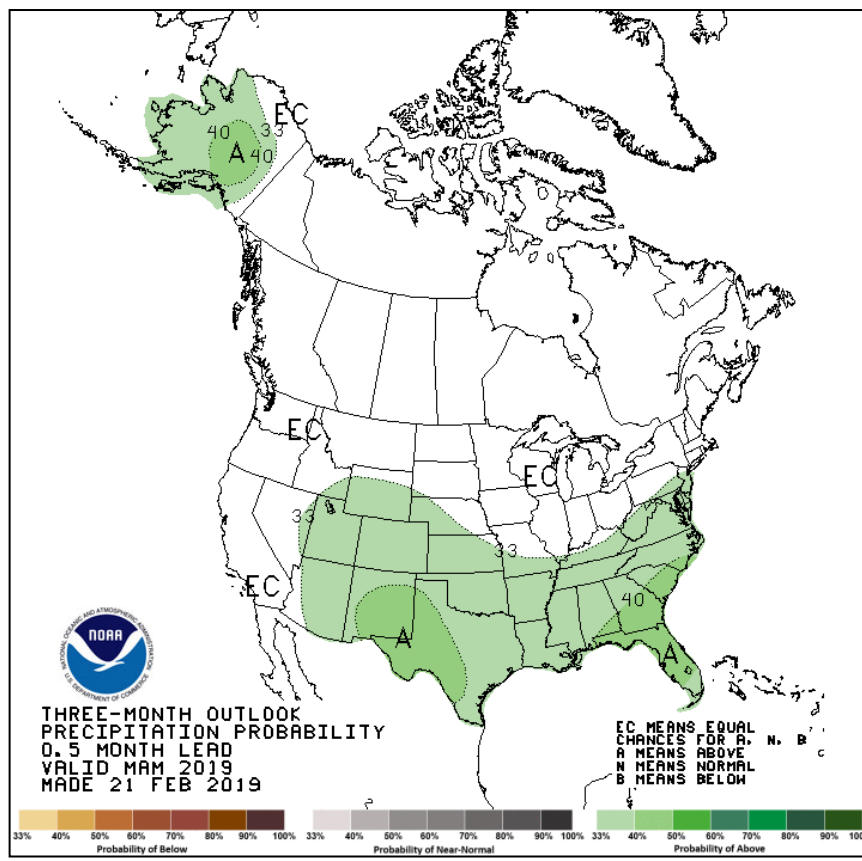 EC
40
33
A
40
EC
EC
33
33
EC
40
A
A
NATIONAL OCEANIC AND ATMOSPHERIC ADMINISTRATION
NOAA
U.S. DEPARTMENT OF COMMERCE
THREE-MONTH OUTLOOK
PRECIPITATION PROBABILITY
0.5 MONTH LEAD
VALID MAM 2019
MADE 21 FEB 2019
EC MEANS EQUAL
CHANCES FOR A, N, B
A MEANS ABOVE
N MEANS NORMAL
B MEANS BELOW
33% 40% 50% 60% 70% 80% 90% 100%
Probability of Below
33% 40% 50% 60% 70% 80% 90% 100%
Probability of Near-Normal
33% 40% 50% 60% 70% 80% 90% 100%
Probability of Above